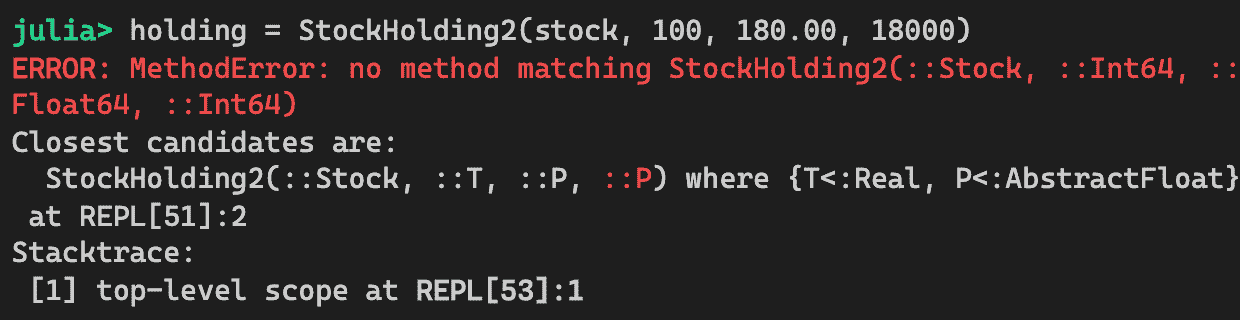 julia> holding = StockHolding2(stock, 100, 180.00, 18000)
ERROR: MethodError: no method matching StockHolding2(::Stock, ::Int64, ::
Float64, ::Int64)
Closest candidates are:
  StockHolding2(::Stock, ::T, ::P, ::P) where {T<:Real, P<:AbstractFloat}
 at REPL[51]:2
Stacktrace:
 [1] top-level scope at REPL[53]:1